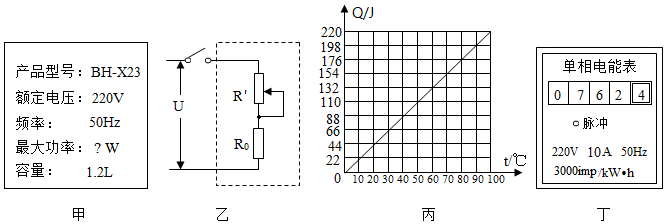 产品型号：BH-X23
额定电压：220V
频率： 50Hz
最大功率：？W
容量： 1.2L
甲
U
R'
R₀
乙
Q/J
220
198
176
154
132
110
88
66
44
22
0
10 20 30 40 50 60 70 80 90 100
t/℃
丙
单相电能表
0 7 6 2 4
脉冲
220V 10A 50Hz
3000imp/kW•h
丁